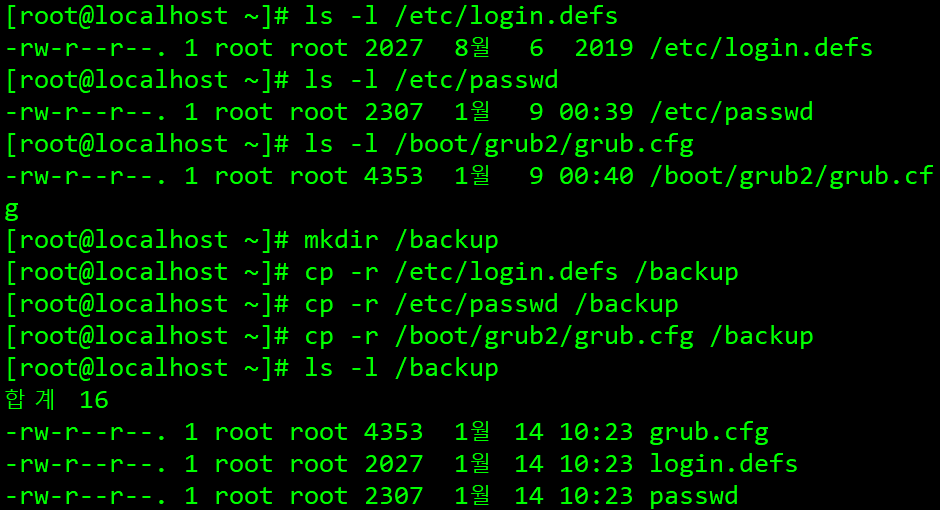 [root@localhost ~]# ls -l /etc/login.defs
-rw-r--r--. 1 root root 2027  8월   6  2019 /etc/login.defs
[root@localhost ~]# ls -l /etc/passwd
-rw-r--r--. 1 root root 2307  1월   9 00:39 /etc/passwd
[root@localhost ~]# ls -l /boot/grub2/grub.cfg
-rw-r--r--. 1 root root 4353  1월   9 00:40 /boot/grub2/grub.cf
g
[root@localhost ~]# mkdir /backup
[root@localhost ~]# cp -r /etc/login.defs /backup
[root@localhost ~]# cp -r /etc/passwd /backup
[root@localhost ~]# cp -r /boot/grub2/grub.cfg /backup
[root@localhost ~]# ls -l /backup
합계  16
-rw-r--r--. 1 root root 4353  1월  14 10:23 grub.cfg
-rw-r--r--. 1 root root 2027  1월  14 10:23 login.defs
-rw-r--r--. 1 root root 2307  1월  14 10:23 passwd